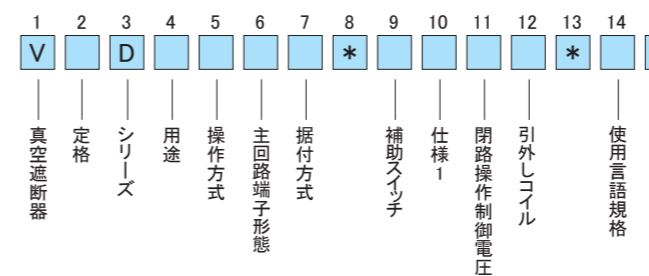 1 2 3 4 5 6 7 8 9 10 11 12 13 14
V D * *
真空遮断器
定格
シリーズ
用途
操作方式
主回路端子形態
据付方式
補助スイッチ
仕様1
閉路操作制御電圧
引外しコイル
使用言語規格